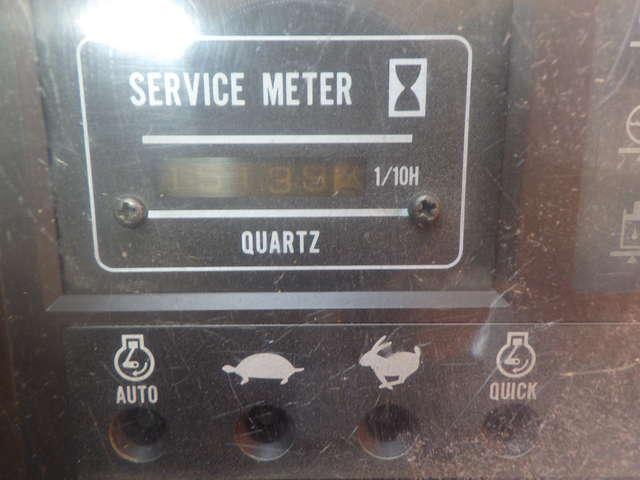 SERVICE METER
1/10H
QUARTZ
AUTO
QUICK